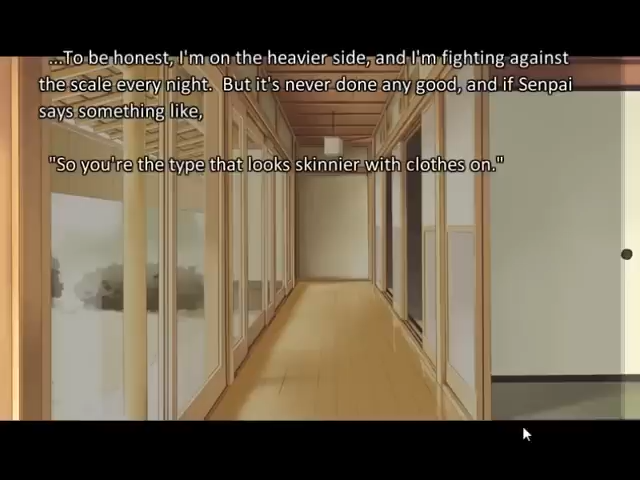 ...To be honest, I'm on the heavier side, and I'm fighting against
the scale every night.  But it's never done any good, and if Senpai
says something like,
"So you're the type that looks skinnier with clothes on."